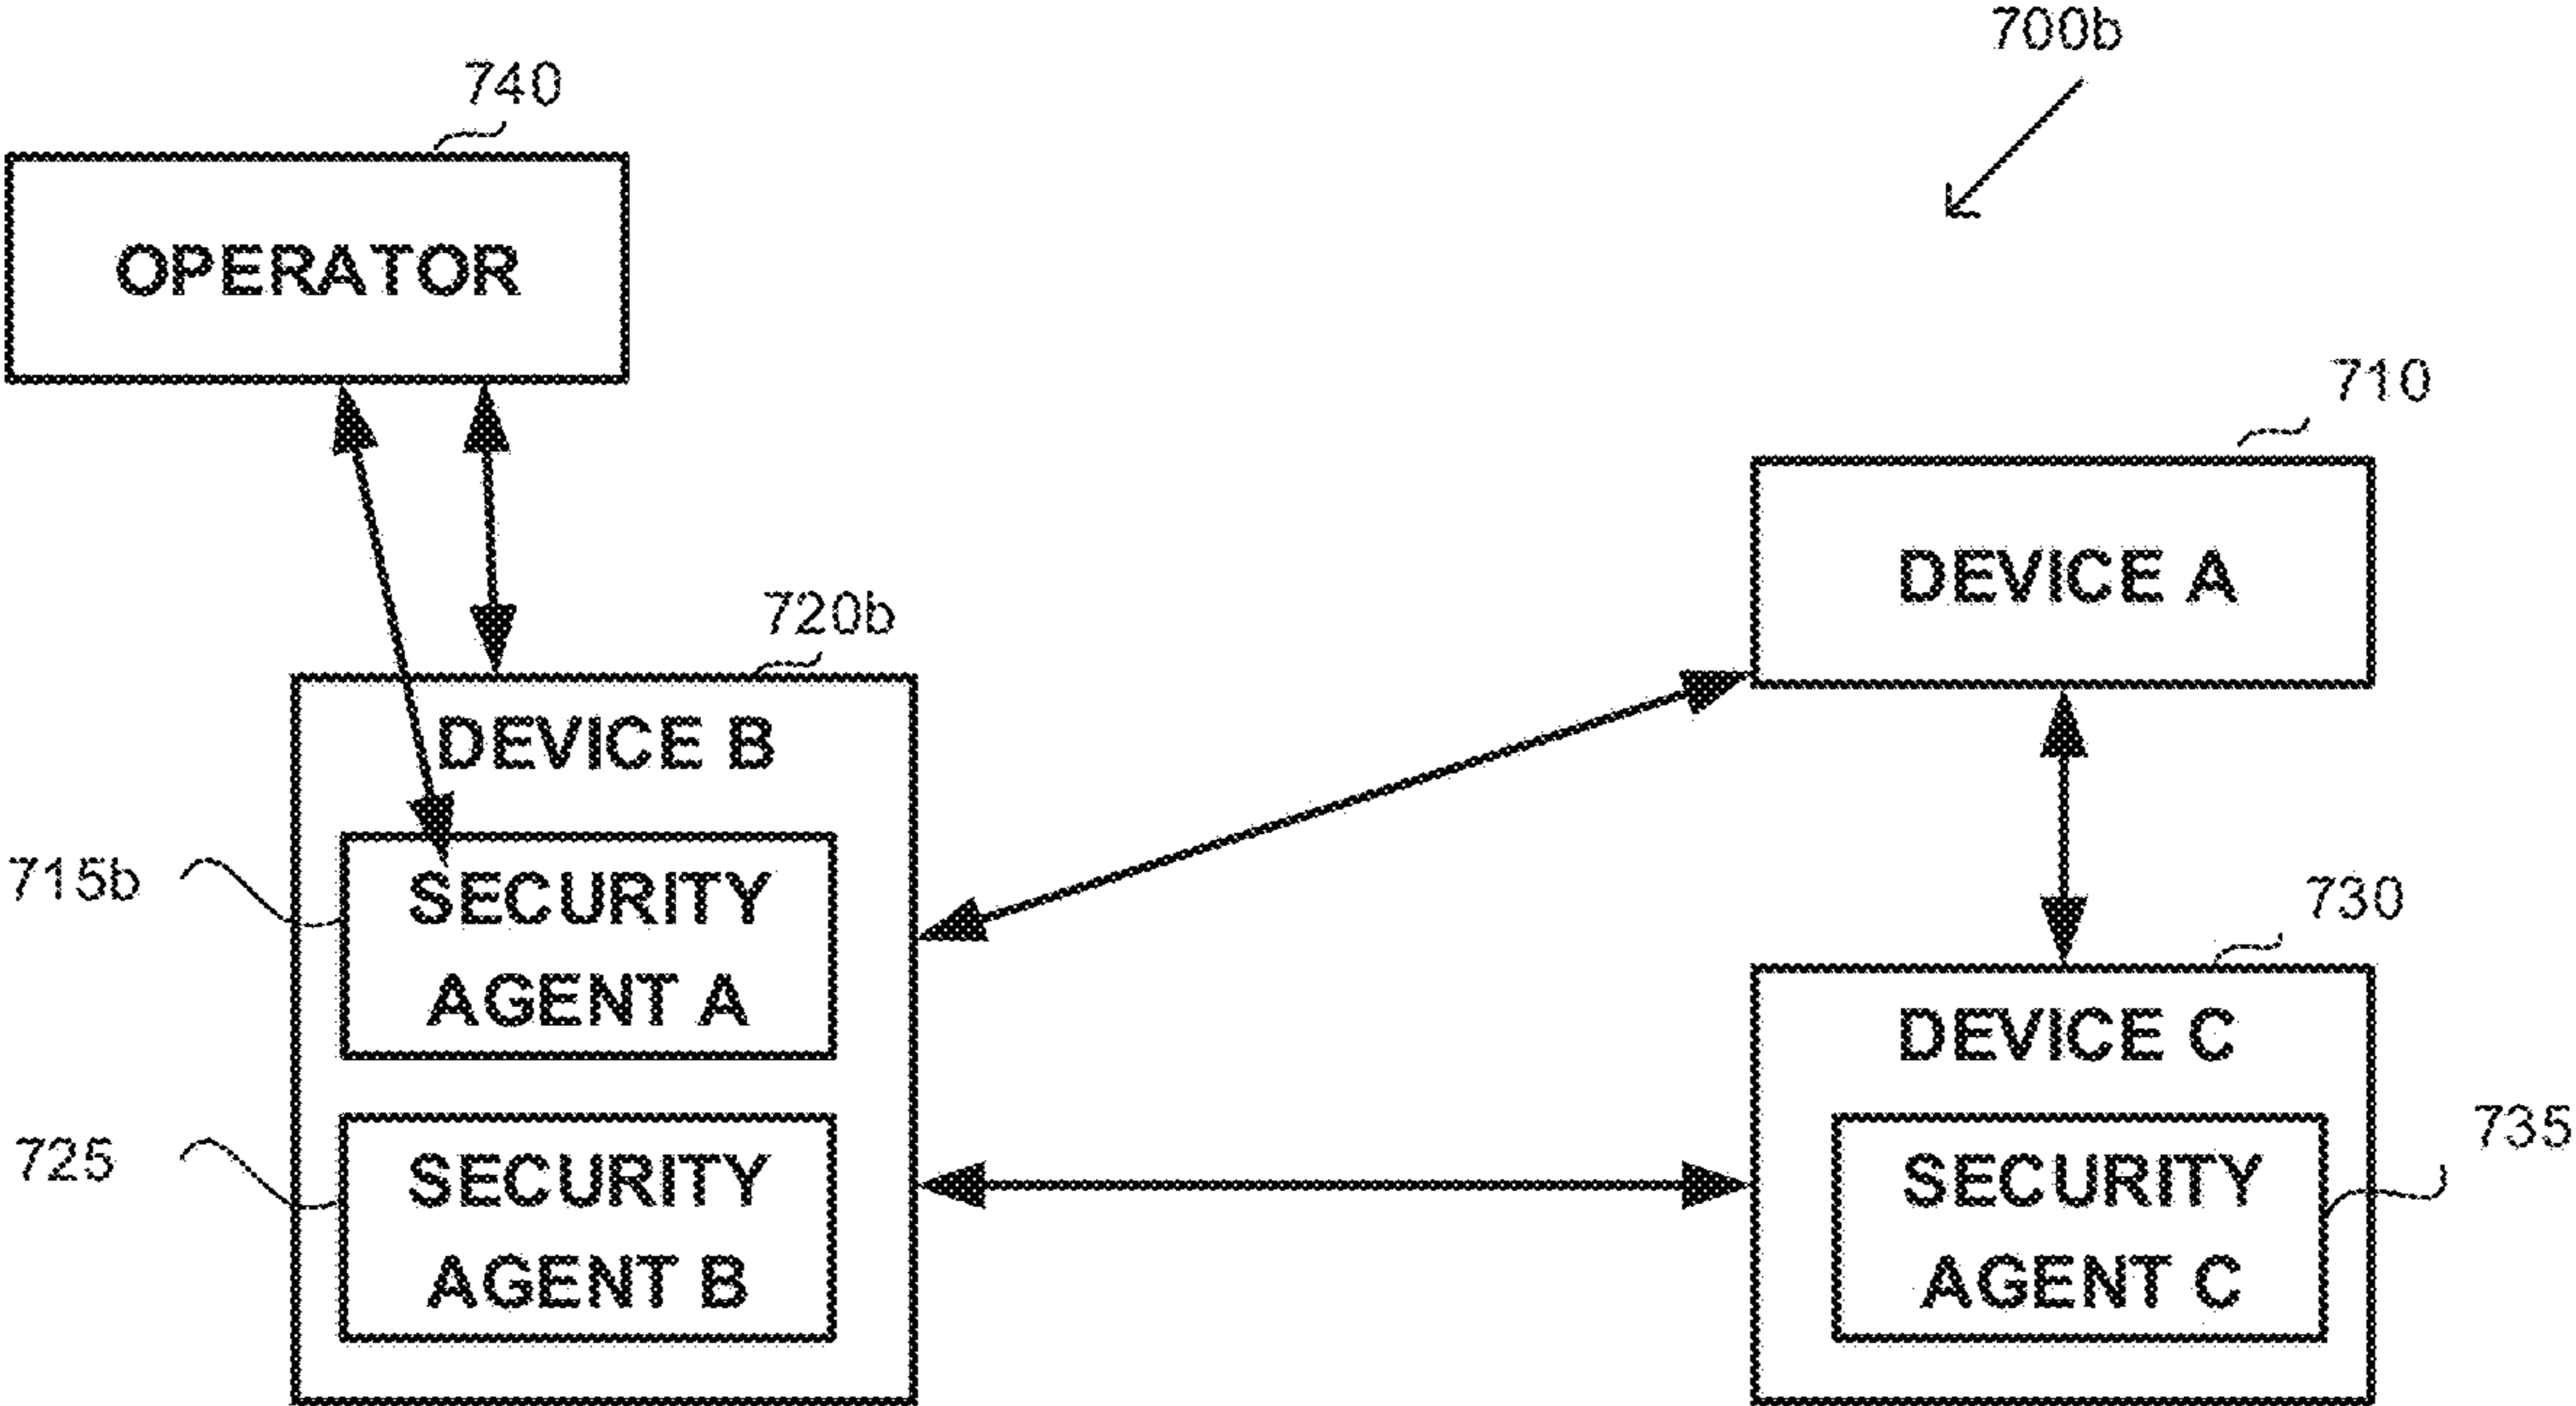 700b
740
OPERATOR
710
DEVICE A
720b
DEVICE B
715b
SECURITY
AGENT A
730
DEVICE C
725
SECURITY
AGENT B
735
SECURITY
AGENT C